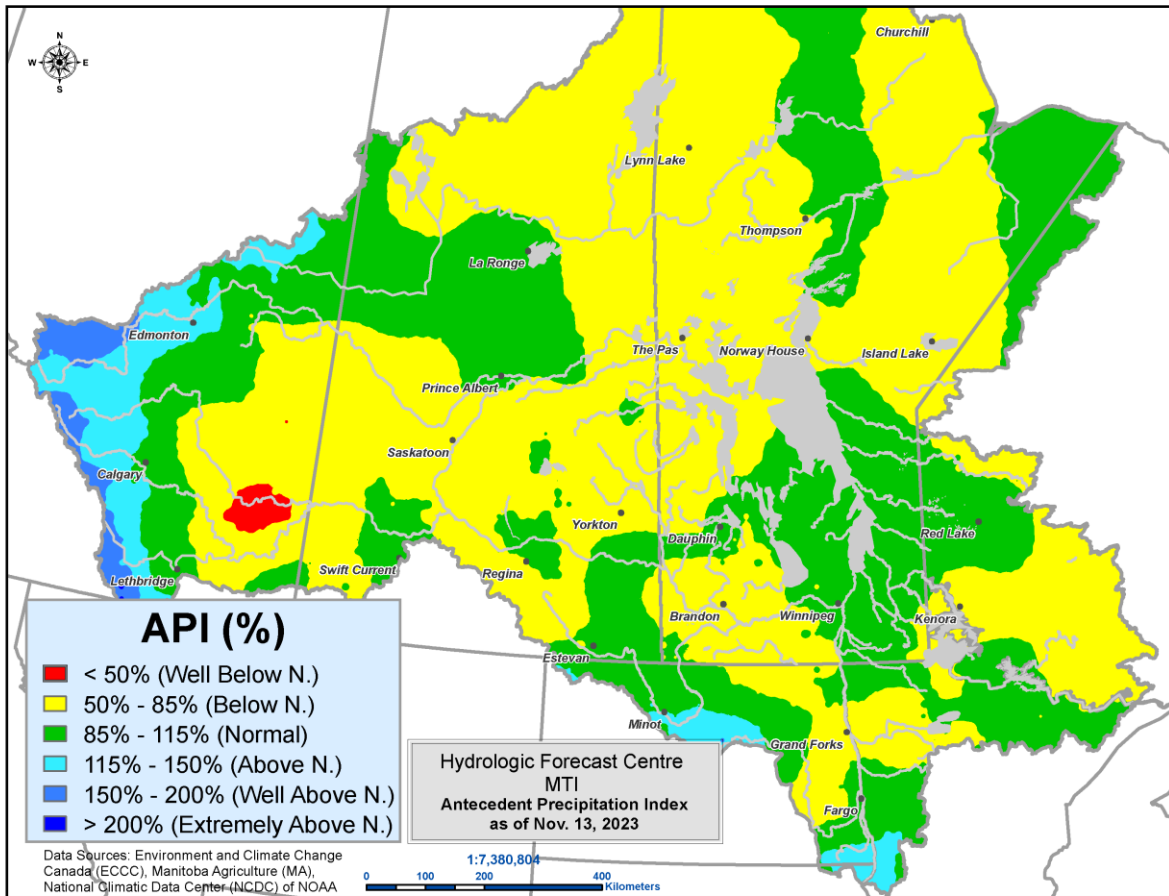 N
W E
S
Churchill
Lynn Lake
Thompson
La Ronge
Edmonton
The Pas
Norway House
Island Lake
Prince Albert
Saskatoon
Calgary
Yorkton
Dauphin
Red Lake
Lethbridge
Swift Current
Regina
Brandon
Winnipeg
Kenora
Estevan
Minot
Grand Forks
Fargo
API (%)
< 50% (Well Below N.)
50% - 85% (Below N.)
85% - 115% (Normal)
115% - 150% (Above N.)
150% - 200% (Well Above N.)
> 200% (Extremely Above N.)
Hydrologic Forecast Centre
MTI
Antecedent Precipitation Index
as of Nov. 13, 2023
Data Sources: Environment and Climate Change
Canada (ECCC), Manitoba Agriculture (MA),
National Climatic Data Center (NCDC) of NOAA
1:7,380,804
0 100 200 400
Kilometers